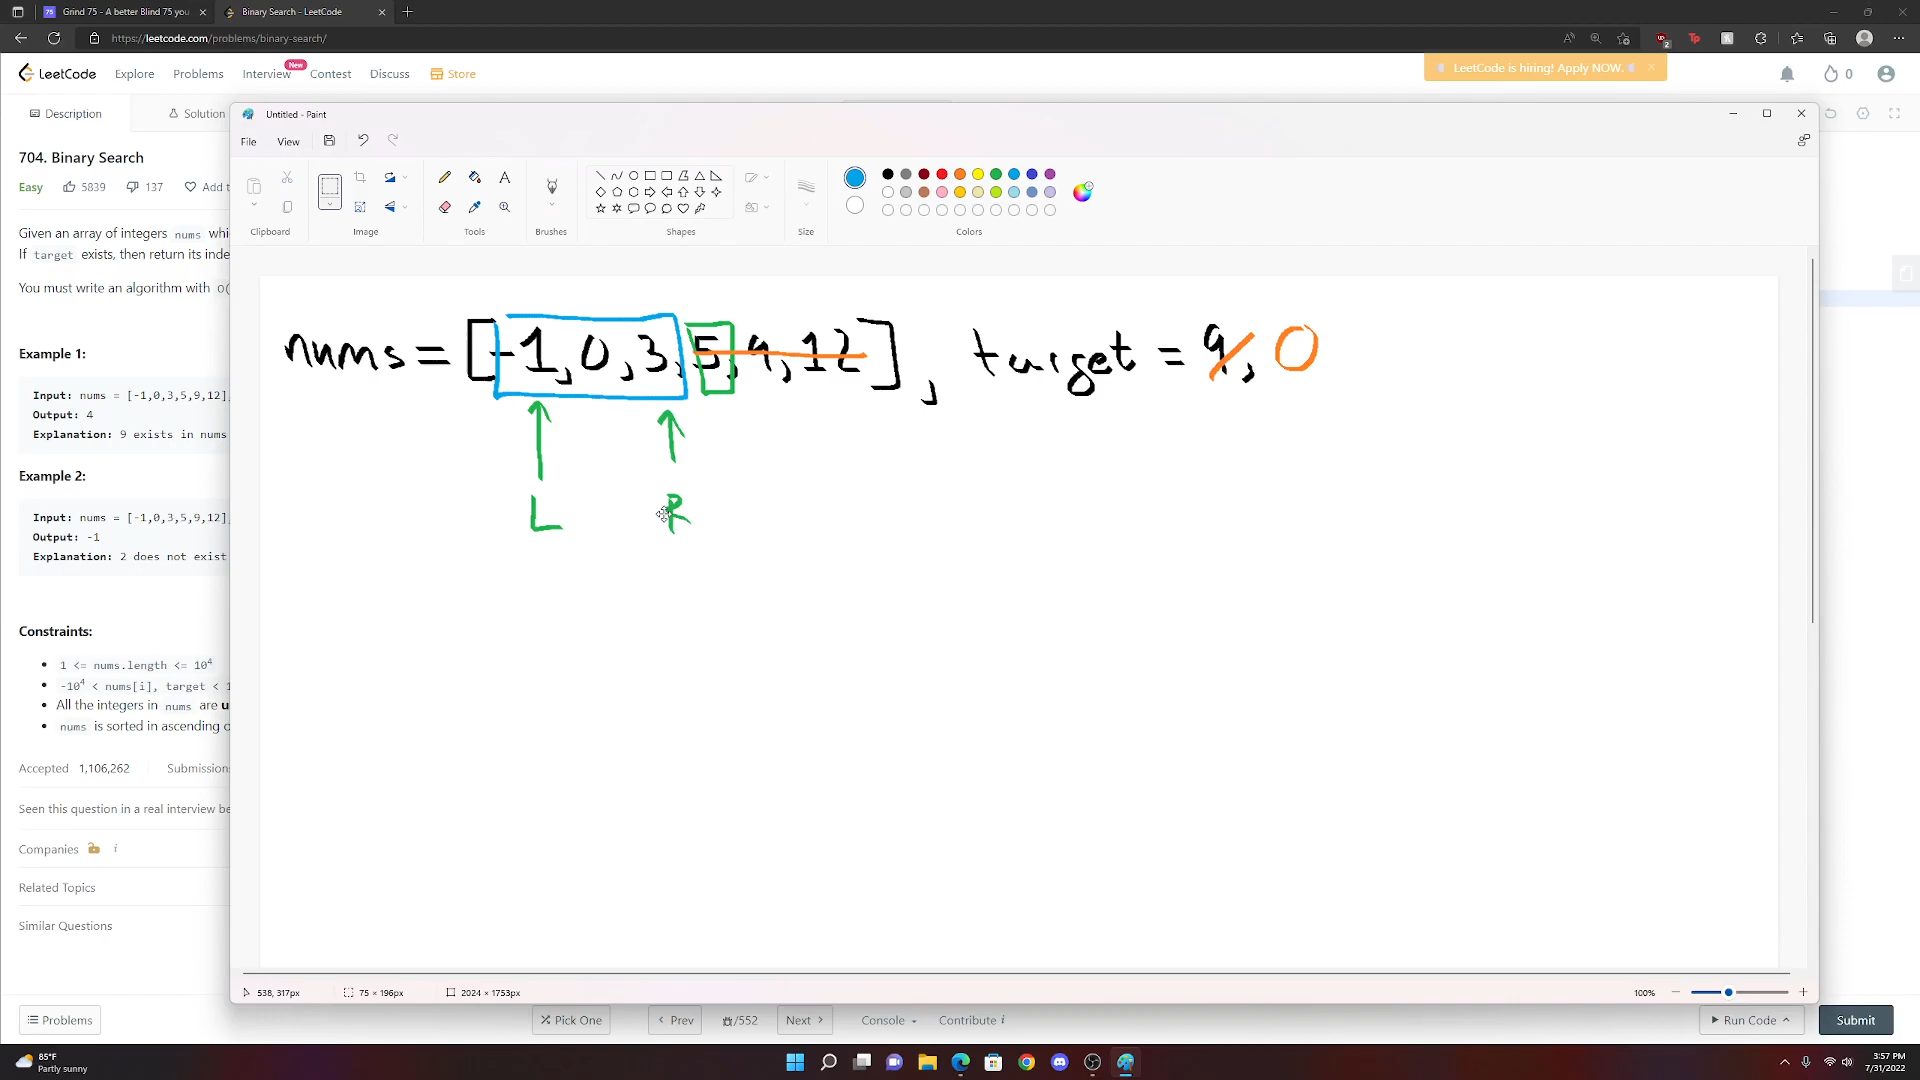 Grind 75 - A better Blind 75 you
Binary Search - LeetCode
https://leetcode.com/problems/binary-search/
LeetCode Explore Problems Interview New Contest Discuss Store
LeetCode is hiring! Apply NOW.
0
Description Solution
Untitled - Paint
File View
704. Binary Search
Easy 5839 137 Add t
Clipboard Image Tools Brushes Shapes Size Colors
Given an array of integers nums whi
If target exists, then return its inde
You must write an algorithm with O(
nums = [-1,0,3,5,9,12], target = 9, 0
L R
Example 1:
Input: nums = [-1,0,3,5,9,12],
Output: 4
Explanation: 9 exists in nums
Example 2:
Input: nums = [-1,0,3,5,9,12],
Output: -1
Explanation: 2 does not exist
Constraints:
1 <= nums.length <= 10⁴
-10⁴ < nums[i], target < 1
All the integers in nums are u
nums is sorted in ascending o
Accepted 1,106,262 Submissions
Seen this question in a real interview be
Companies i
Related Topics
Similar Questions
538, 317px 75 × 196px 2024 × 1753px 100%
Problems Pick One Prev /552 Next Console Contribute i Run Code Submit
85°F
Partly sunny
3:57 PM
7/31/2022